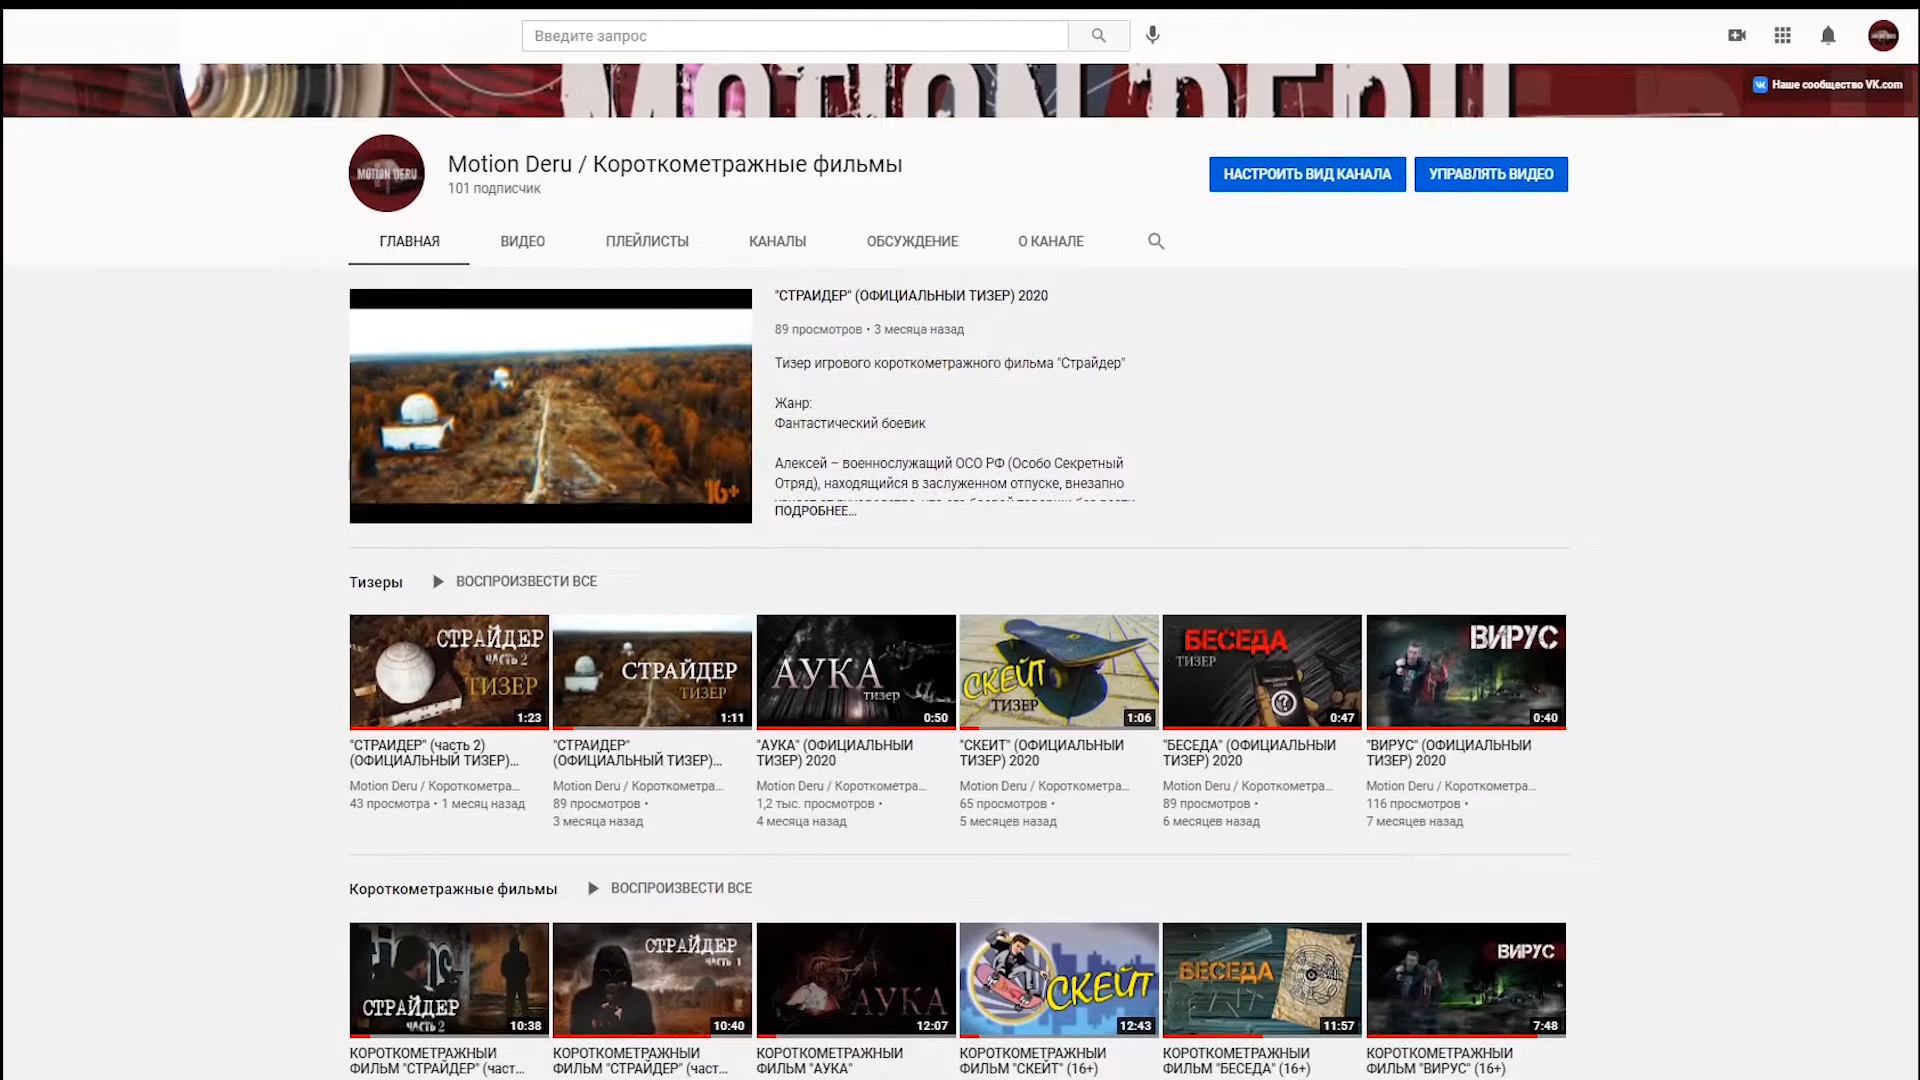 Введите запрос
MOTION DERU
Наше сообщество VK.com
MOTION DERU
Motion Deru / Короткометражные фильмы
101 подписчик
НАСТРОИТЬ ВИД КАНАЛА
УПРАВЛЯТЬ ВИДЕО
ГЛАВНАЯ
ВИДЕО
ПЛЕЙЛИСТЫ
КАНАЛЫ
ОБСУЖДЕНИЕ
О КАНАЛЕ
16+
"СТРАЙДЕР" (ОФИЦИАЛЬНЫЙ ТИЗЕР) 2020
89 просмотров • 3 месяца назад
Тизер игрового короткометражного фильма "Страйдер"
Жанр:
Фантастический боевик
Алексей – военнослужащий ОСО РФ (Особо Секретный
Отряд), находящийся в заслуженном отпуске, внезапно
ПОДРОБНЕЕ…
Тизеры
ВОСПРОИЗВЕСТИ ВСЕ
СТРАЙДЕР
ЧАСТЬ 2
ТИЗЕР
1:23
"СТРАЙДЕР" (часть 2)
(ОФИЦИАЛЬНЫЙ ТИЗЕР)...
Motion Deru / Короткометра...
43 просмотра • 1 месяц назад
СТРАЙДЕР
ТИЗЕР
1:11
"СТРАЙДЕР"
(ОФИЦИАЛЬНЫЙ ТИЗЕР)...
Motion Deru / Короткометра...
89 просмотров •
3 месяца назад
АУКА
тизер
0:50
"АУКА" (ОФИЦИАЛЬНЫЙ
ТИЗЕР) 2020
Motion Deru / Короткометра...
1,2 тыс. просмотров •
4 месяца назад
СКЕЙТ
ТИЗЕР
1:06
"СКЕЙТ" (ОФИЦИАЛЬНЫЙ
ТИЗЕР) 2020
Motion Deru / Короткометра...
65 просмотров •
5 месяцев назад
БЕСЕДА
ТИЗЕР
0:47
"БЕСЕДА" (ОФИЦИАЛЬНЫЙ
ТИЗЕР) 2020
Motion Deru / Короткометра...
89 просмотров •
6 месяцев назад
ВИРУС
0:40
"ВИРУС" (ОФИЦИАЛЬНЫЙ
ТИЗЕР) 2020
Motion Deru / Короткометра...
116 просмотров •
7 месяцев назад
Короткометражные фильмы
ВОСПРОИЗВЕСТИ ВСЕ
СТРАЙДЕР
ЧАСТЬ 2
10:38
КОРОТКОМЕТРАЖНЫЙ
ФИЛЬМ "СТРАЙДЕР" (част...
СТРАЙДЕР
ЧАСТЬ 1
10:40
КОРОТКОМЕТРАЖНЫЙ
ФИЛЬМ "СТРАЙДЕР" (част...
АУКА
12:07
КОРОТКОМЕТРАЖНЫЙ
ФИЛЬМ "АУКА"
СКЕЙТ
12:43
КОРОТКОМЕТРАЖНЫЙ
ФИЛЬМ "СКЕЙТ" (16+)
БЕСЕДА
11:57
КОРОТКОМЕТРАЖНЫЙ
ФИЛЬМ "БЕСЕДА" (16+)
ВИРУС
7:48
КОРОТКОМЕТРАЖНЫЙ
ФИЛЬМ "ВИРУС" (16+)